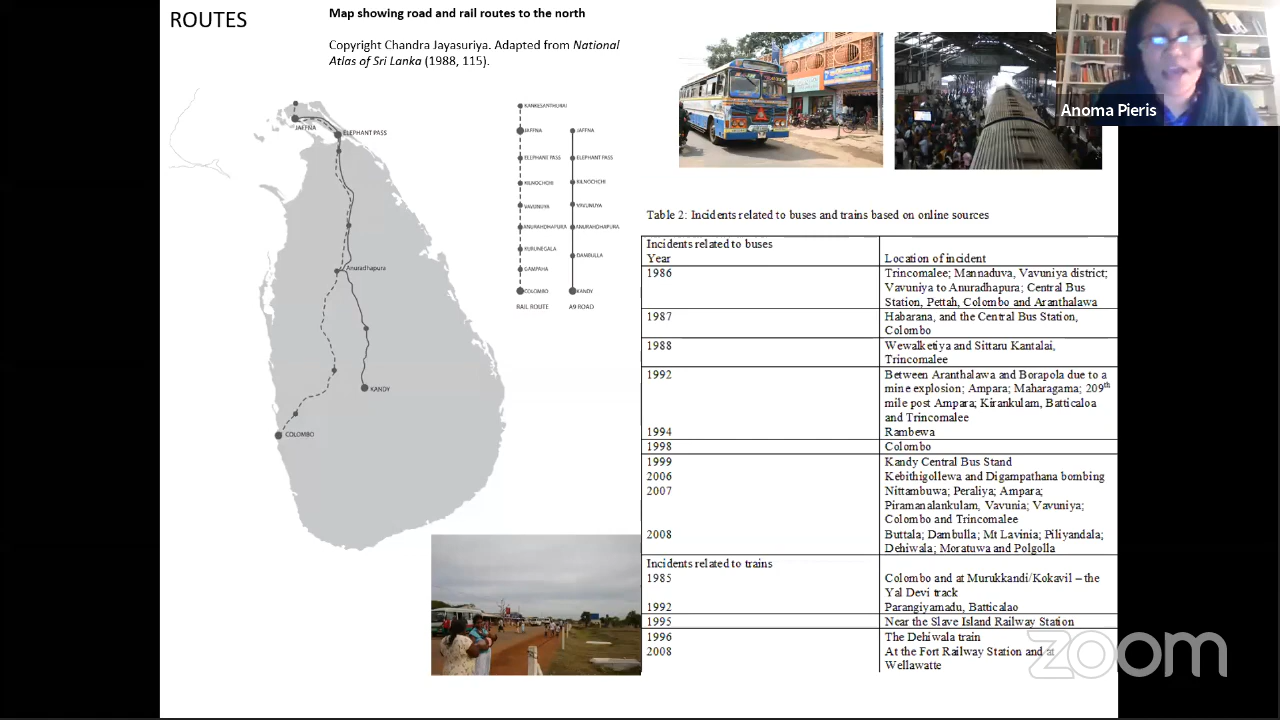 ROUTES
Map showing road and rail routes to the north
Copyright Chandra Jayasuriya. Adapted from National
Atlas of Sri Lanka (1988, 115).
Anoma Pieris
JAFFNA
ELEPHANT PASS
Anuradhapura
KANDY
COLOMBO
KANKESANTHURAI
JAFFNA
ELLEPHANT PASS
KILNOCHCHI
VAVUNUYA
ANURAHDHAPURA
KURUNEGALA
GAMPAHA
COLOMBO
RAIL ROUTE
JAFFNA
ELEPHANT PASS
KILNOCHCHI
VAVUNUYA
ANURAHDHAPURA
DAMBULLA
KANDY
A9 ROAD
Table 2: Incidents related to buses and trains based on online sources
Incidents related to buses
Year
Location of incident
1986
Trincomalee; Mannaduva, Vavuniya district;
Vavuniya to Anuradhapura; Central Bus
Station, Pettah, Colombo and Aranthalawa
1987
Habarana, and the Central Bus Station,
Colombo
1988
Wewalketiya and Sittaru Kantalai,
Trincomalee
1992
Between Aranthalawa and Borapola due to a
mine explosion; Ampara; Maharagama; 209th
mile post Ampara; Kirankulam, Batticaloa
and Trincomalee
1994
Rambewa
1998
Colombo
1999
Kandy Central Bus Stand
2006
Kebithigollewa and Digampathana bombing
2007
Nittambuwa; Peraliya; Ampara;
Piramanalankulam, Vavunia; Vavuniya;
Colombo and Trincomalee
2008
Buttala; Dambulla; Mt Lavinia; Piliyandala;
Dehiwala; Moratuwa and Polgolla
Incidents related to trains
1985
Colombo and at Murukkandi/Kokavil – the
Yal Devi track
1992
Parangiyamadu, Batticalao
1995
Near the Slave Island Railway Station
1996
The Dehiwala train
2008
At the Fort Railway Station and at
Wellawatte
zoom